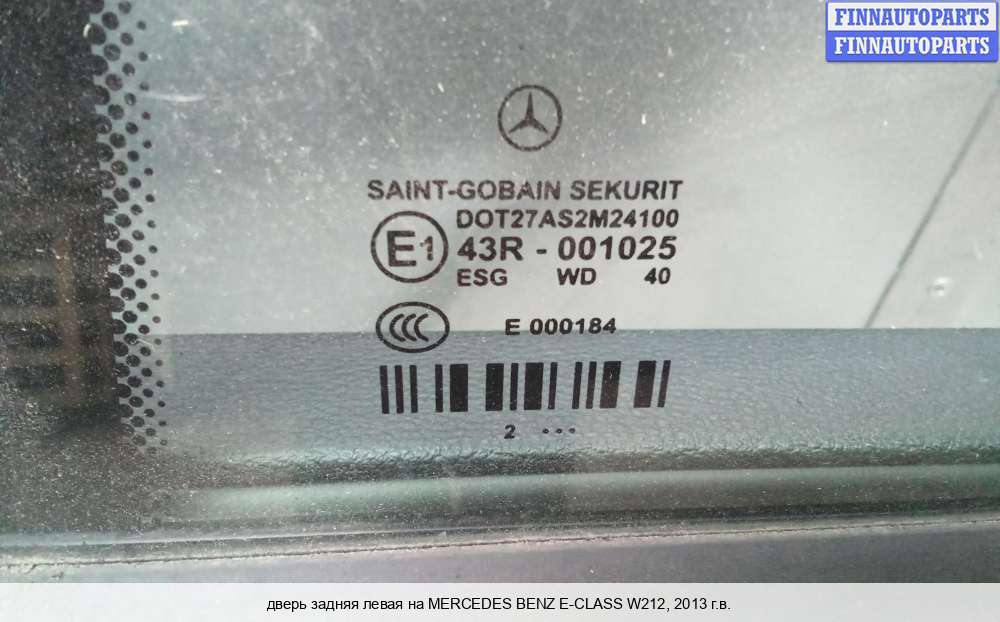 FINNAUTOPARTS
FINNAUTOPARTS
SAINT-GOBAIN SEKURIT
DOT27AS2M24100
E1 43R - 001025
ESG WD 40
CCC E 000184
2 ...
дверь задняя левая на MERCEDES BENZ E-CLASS W212, 2013 г.в.